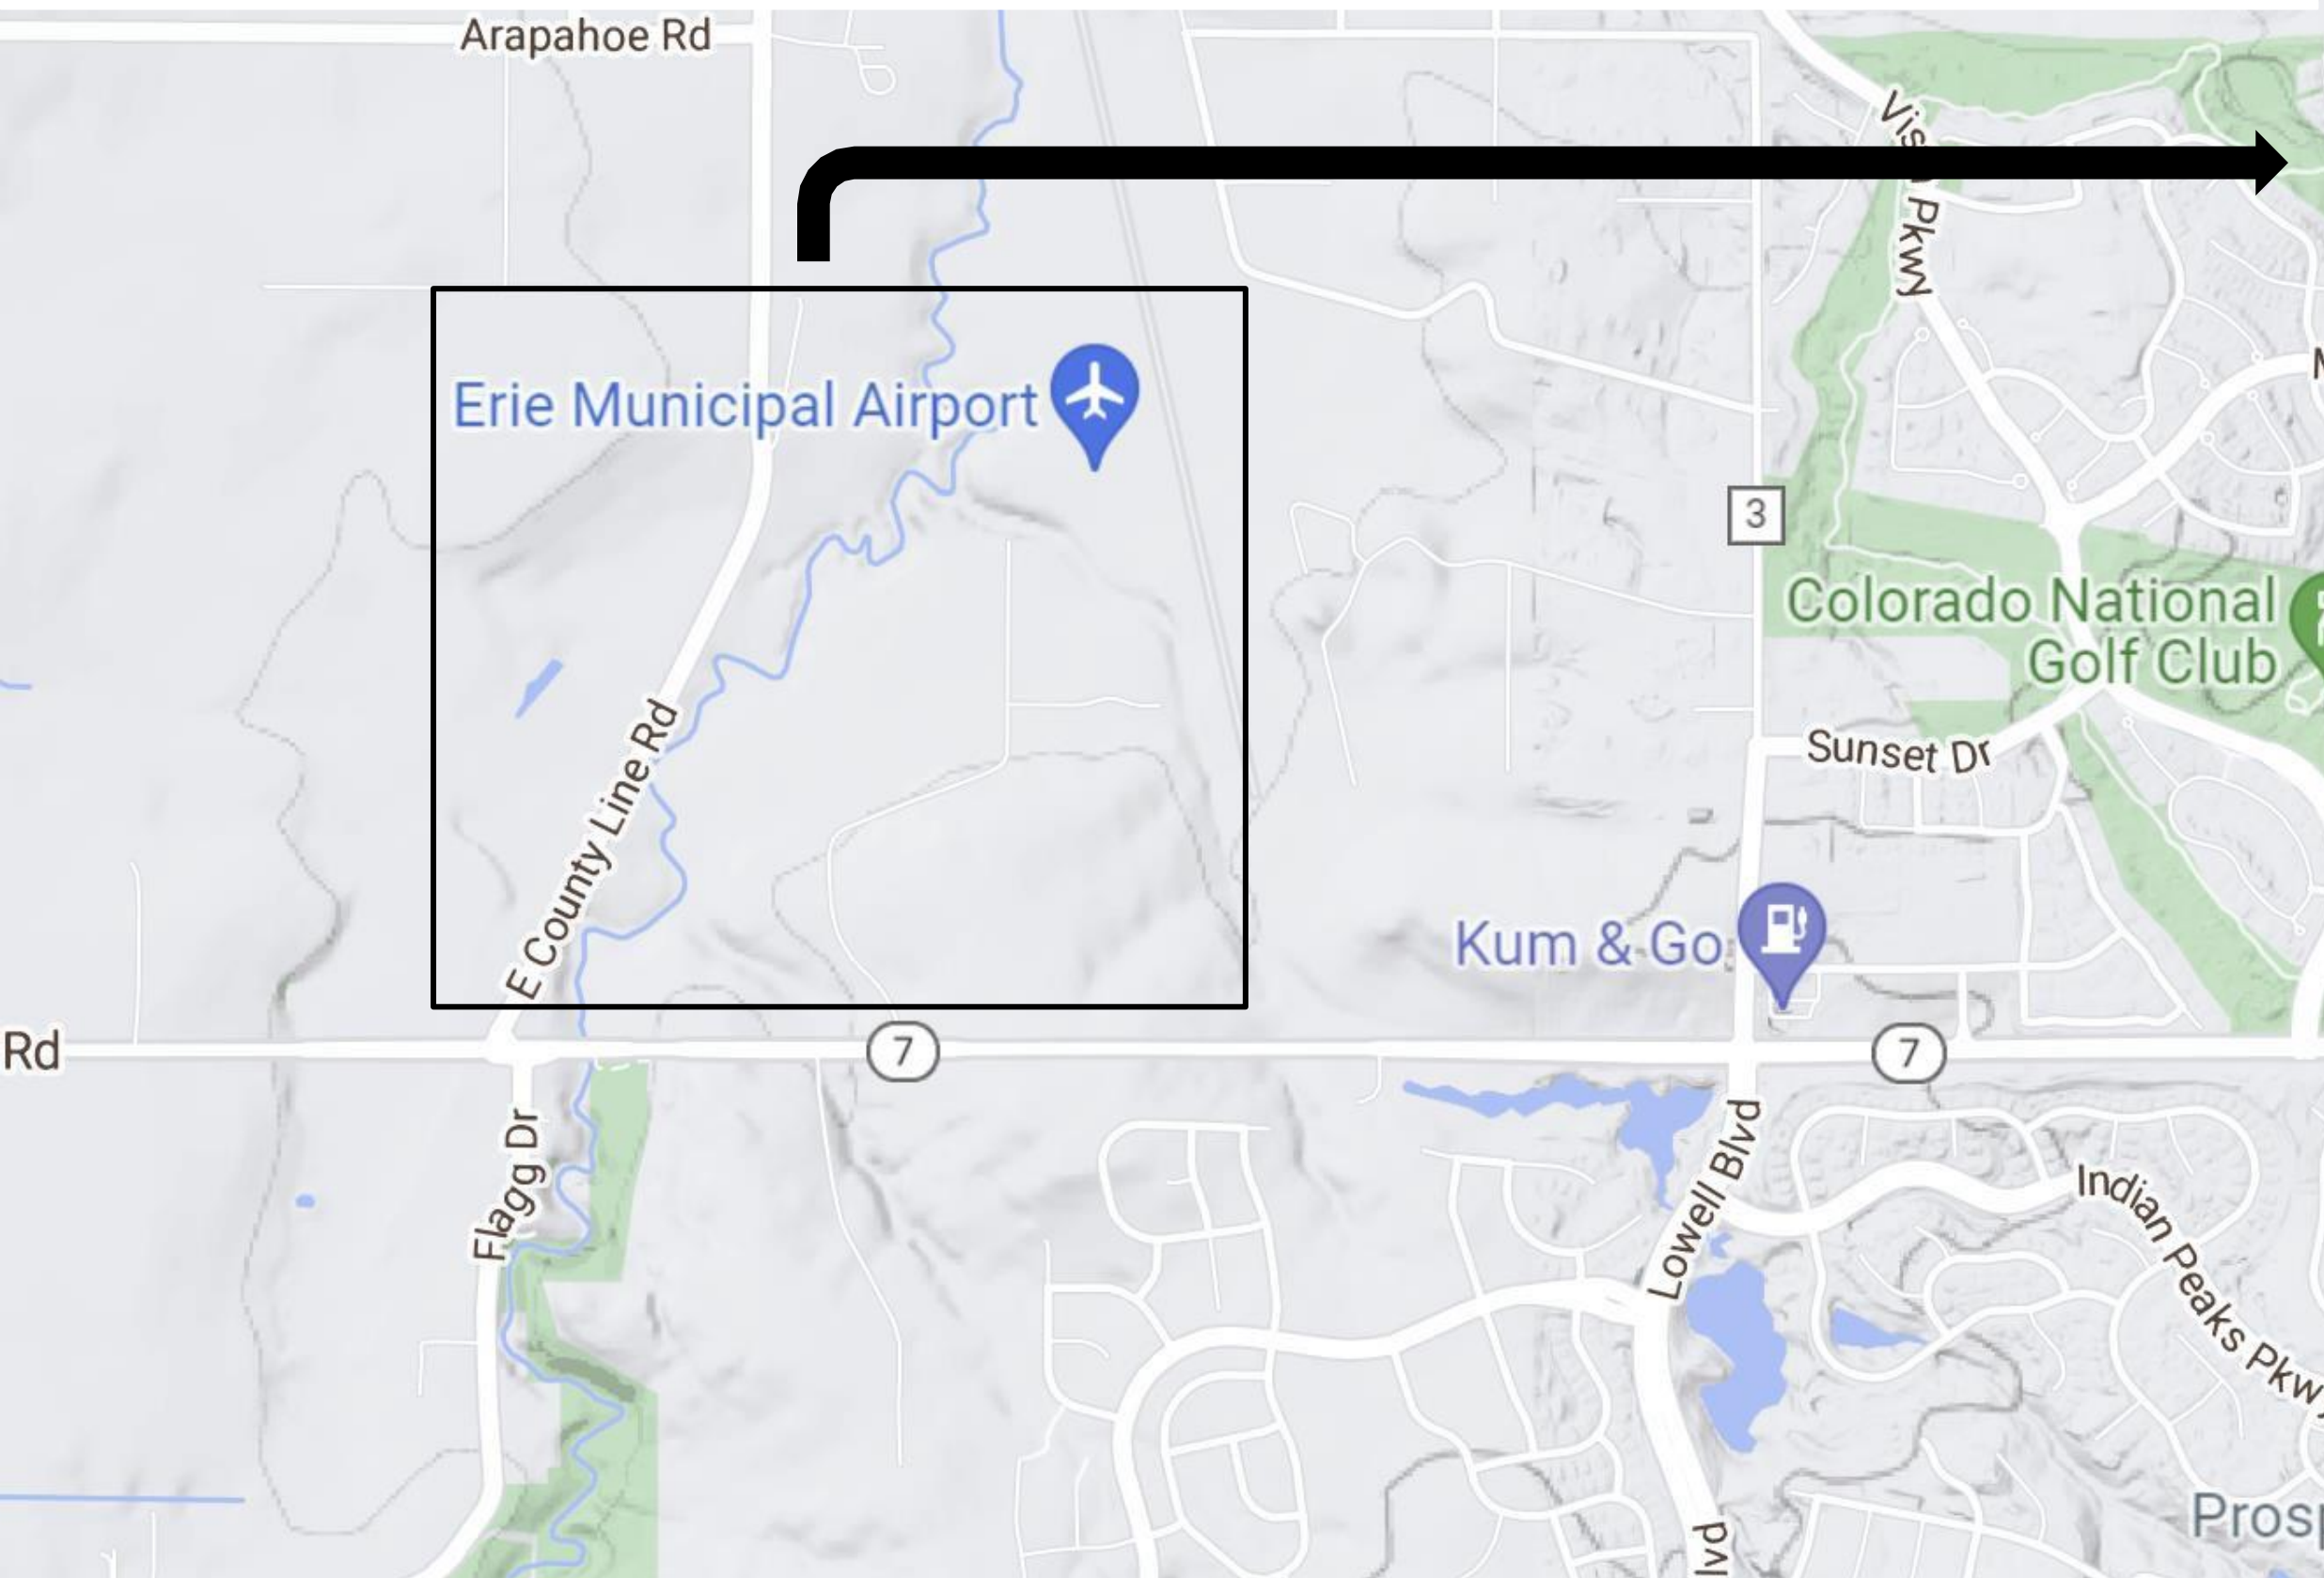 Arapahoe Rd
Pkwy
Erie Municipal Airport
3
Colorado National
Golf Club
E County Line Rd
Sunset Dr
Kum & Go
Rd
7
7
Flagg Dr
Lowell Blvd
Indian Peaks Pkw